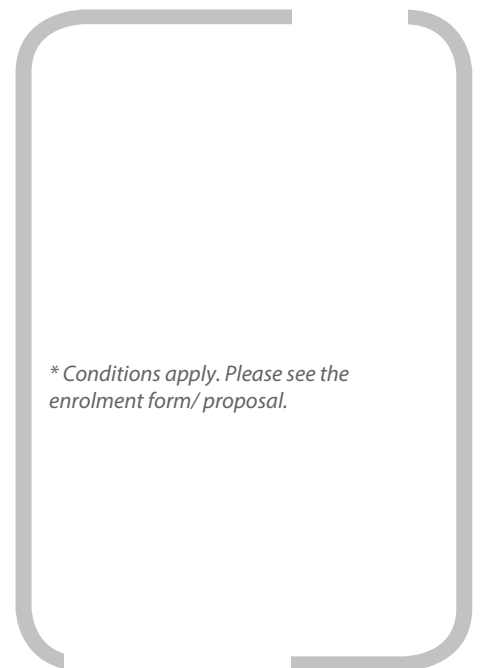 * Conditions apply. Please see the
enrolment form/ proposal.